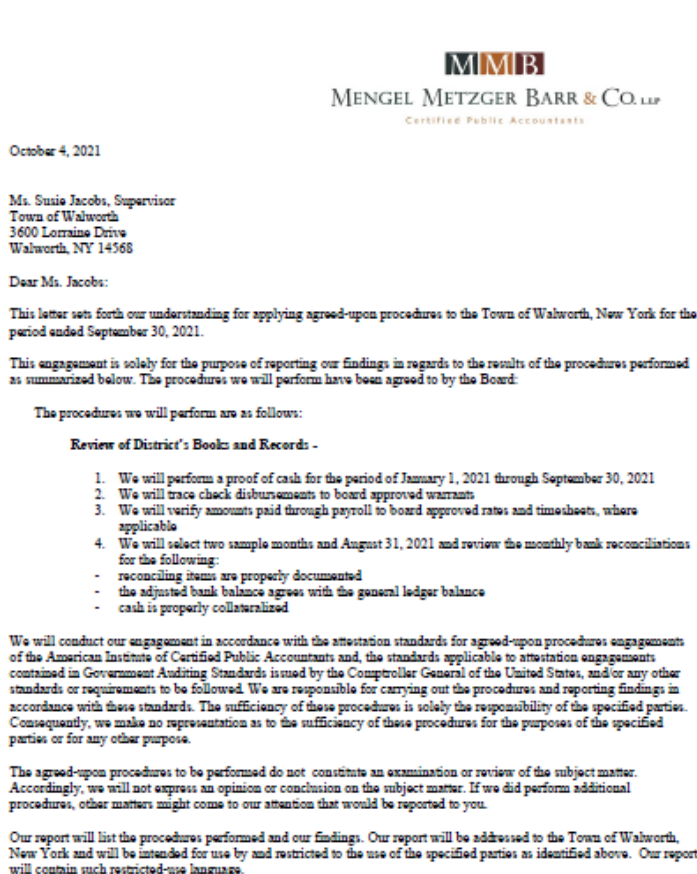 MMB
MENGEL METZGER BARR & CO. LLP
Certified Public Accountants
October 4, 2021
Ms. Susie Jacobs, Supervisor
Town of Walworth
3600 Lorraine Drive
Walworth, NY 14568
Dear Ms. Jacobs:
This letter sets forth our understanding for applying agreed-upon procedures to the Town of Walworth, New York for the
period ended September 30, 2021.
This engagement is solely for the purpose of reporting our findings in regards to the results of the procedures performed
as summarized below. The procedures we will perform have been agreed to by the Board:
The procedures we will perform are as follows:
Review of District's Books and Records -
1. We will perform a proof of cash for the period of January 1, 2021 through September 30, 2021
2. We will trace check disbursements to board approved warrants
3. We will verify amounts paid through payroll to board approved rates and timesheets, where
applicable
4. We will select two sample months and August 31, 2021 and review the monthly bank reconciliations
for the following:
- reconciling items are properly documented
- the adjusted bank balance agrees with the general ledger balance
- cash is properly collateralized
We will conduct our engagement in accordance with the attestation standards for agreed-upon procedures engagements
of the American Institute of Certified Public Accountants and, the standards applicable to attestation engagements
contained in Government Auditing Standards issued by the Comptroller General of the United States, and/or any other
standards or requirements to be followed. We are responsible for carrying out the procedures and reporting findings in
accordance with these standards. The sufficiency of these procedures is solely the responsibility of the specified parties.
Consequently, we make no representation as to the sufficiency of these procedures for the purposes of the specified
parties or for any other purpose.
The agreed-upon procedures to be performed do not constitute an examination or review of the subject matter.
Accordingly, we will not express an opinion or conclusion on the subject matter. If we did perform additional
procedures, other matters might come to our attention that would be reported to you.
Our report will list the procedures performed and our findings. Our report will be addressed to the Town of Walworth,
New York and will be intended for use by and restricted to the use of the specified parties as identified above. Our report
will contain such restricted-use language.